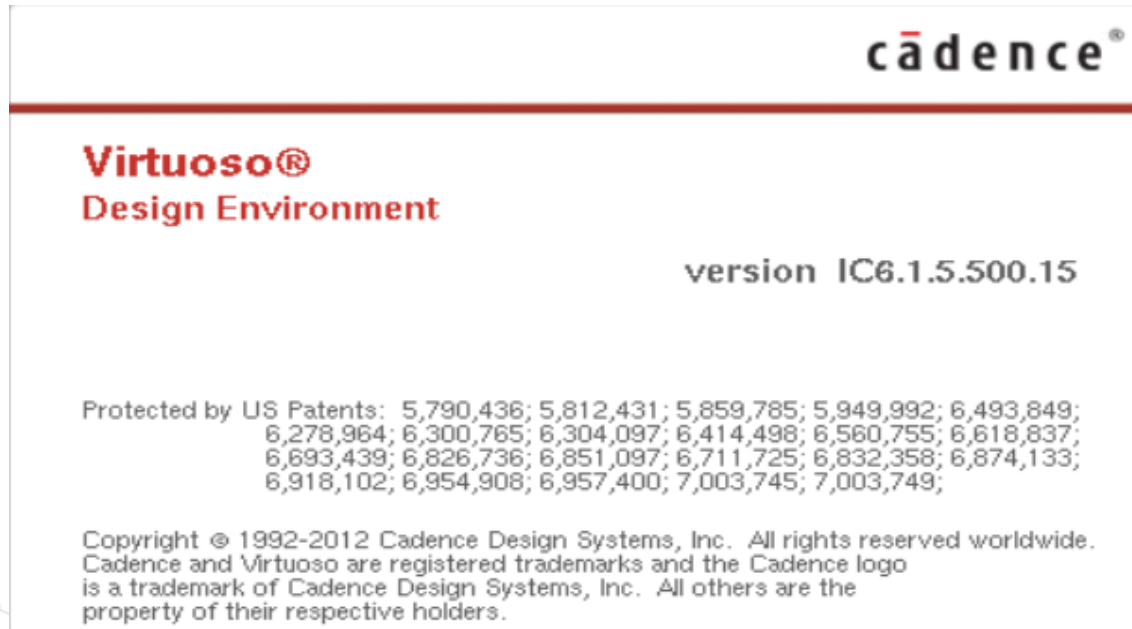 cādence®
Virtuoso®
Design Environment
version IC6.1.5.500.15
Protected by US Patents: 5,790,436; 5,812,431; 5,859,785; 5,949,992; 6,493,849;
6,278,964; 6,300,765; 6,304,097; 6,414,498; 6,560,755; 6,618,837;
6,693,439; 6,826,736; 6,851,097; 6,711,725; 6,832,358; 6,874,133;
6,918,102; 6,954,908; 6,957,400; 7,003,745; 7,003,749;
Copyright © 1992-2012 Cadence Design Systems, Inc. All rights reserved worldwide.
Cadence and Virtuoso are registered trademarks and the Cadence logo
is a trademark of Cadence Design Systems, Inc. All others are the
property of their respective holders.